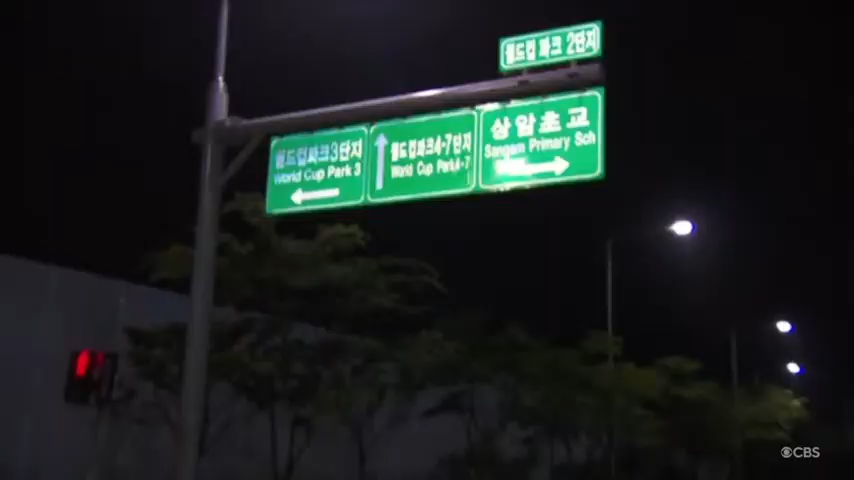 월드컵파크 2단지
월드컵파크3단지
World Cup Park 3
월드컵파크4·7단지
World Cup Park4·7
상암초교
Sangam Primary Sch
©CBS